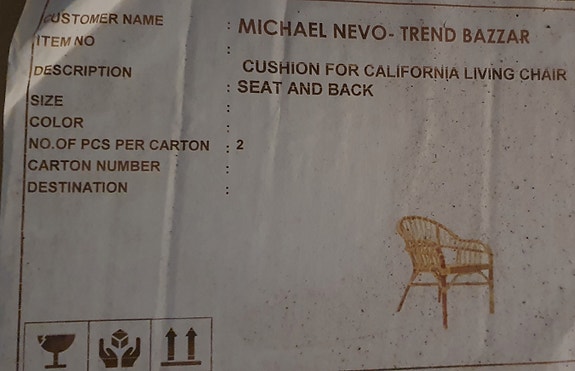 CUSTOMER NAME : MICHAEL NEVO- TREND BAZZAR
ITEM NO :
DESCRIPTION : CUSHION FOR CALIFORNIA LIVING CHAIR
SEAT AND BACK
SIZE :
COLOR :
NO.OF PCS PER CARTON : 2
CARTON NUMBER :
DESTINATION :